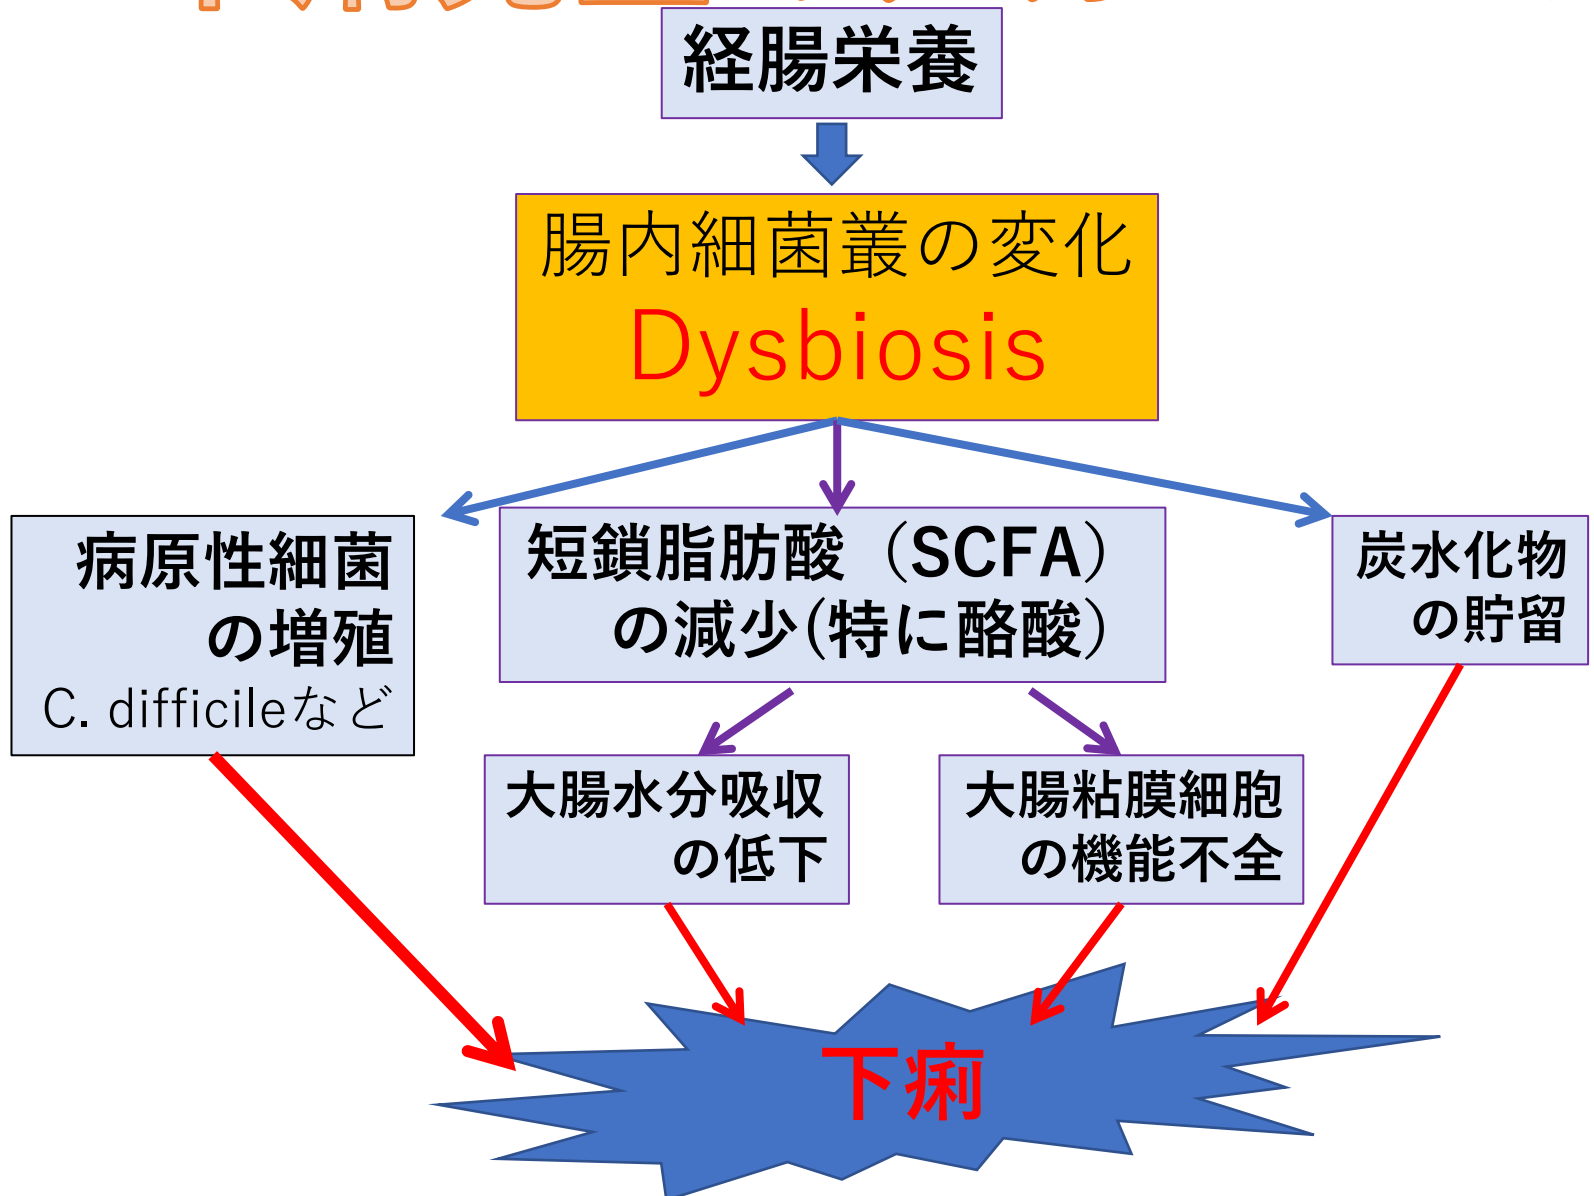 経腸栄養
腸内細菌叢の変化
Dysbiosis
病原性細菌
の増殖
C. difficileなど
短鎖脂肪酸（SCFA）
の減少(特に酪酸）
炭水化物
の貯留
大腸水分吸収
の低下
大腸粘膜細胞
の機能不全
下痢